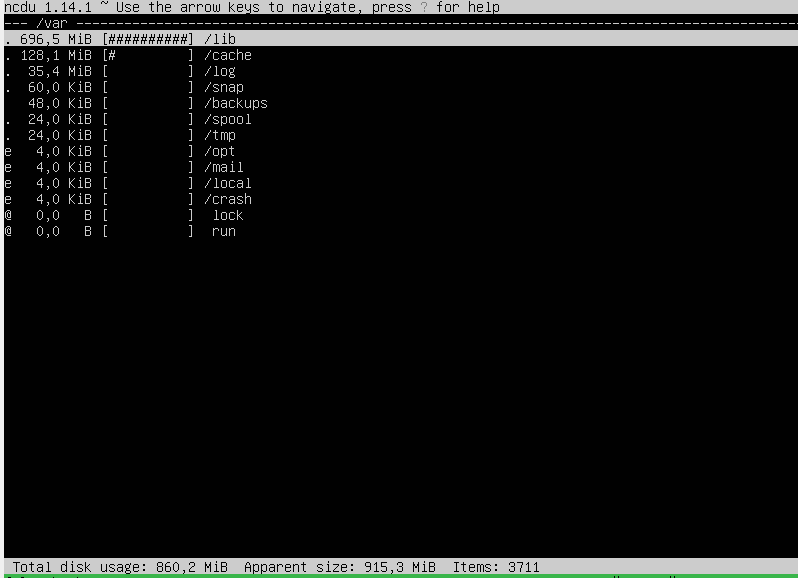 ncdu 1.14.1 ~ Use the arrow keys to navigate, press ? for help
--- /var ---
. 696,5 MiB [##########] /lib
. 128,1 MiB [#         ] /cache
.  35,4 MiB [          ] /log
.  60,0 KiB [          ] /snap
   48,0 KiB [          ] /backups
.  24,0 KiB [          ] /spool
.  24,0 KiB [          ] /tmp
e   4,0 KiB [          ] /opt
e   4,0 KiB [          ] /mail
e   4,0 KiB [          ] /local
e   4,0 KiB [          ] /crash
@   0,0   B [          ]  lock
@   0,0   B [          ]  run
Total disk usage: 860,2 MiB  Apparent size: 915,3 MiB  Items: 3711